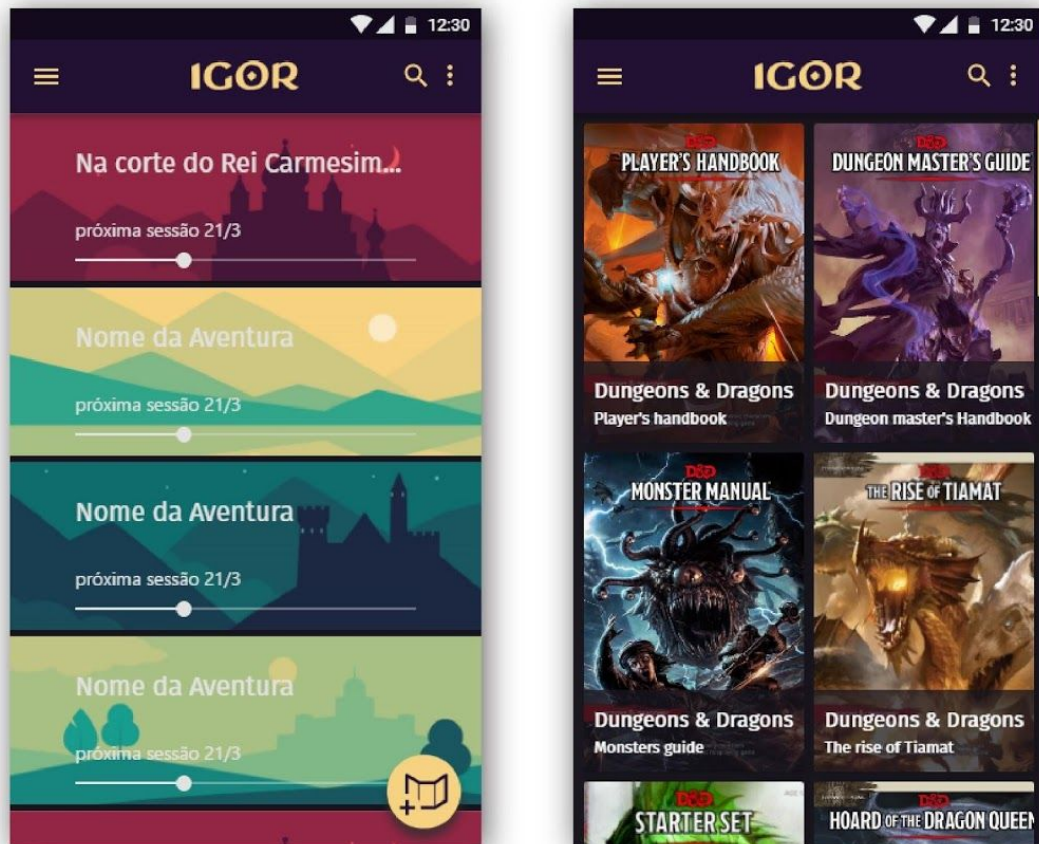 12:30
IGOR
Na corte do Rei Carmesim...
próxima sessão 21/3
Nome da Aventura
próxima sessão 21/3
Nome da Aventura
próxima sessão 21/3
Nome da Aventura
próxima sessão 21/3
12:30
IGOR
D&D
PLAYER'S HANDBOOK
Dungeons & Dragons
Player's handbook
D&D
DUNGEON MASTER'S GUIDE
Dungeons & Dragons
Dungeon master's Handbook
D&D
MONSTER MANUAL
Dungeons & Dragons
Monsters guide
D&D
THE RISE OF TIAMAT
Dungeons & Dragons
The rise of Tiamat
D&D
STARTER SET
D&D
HOARD OF THE DRAGON QUEEN